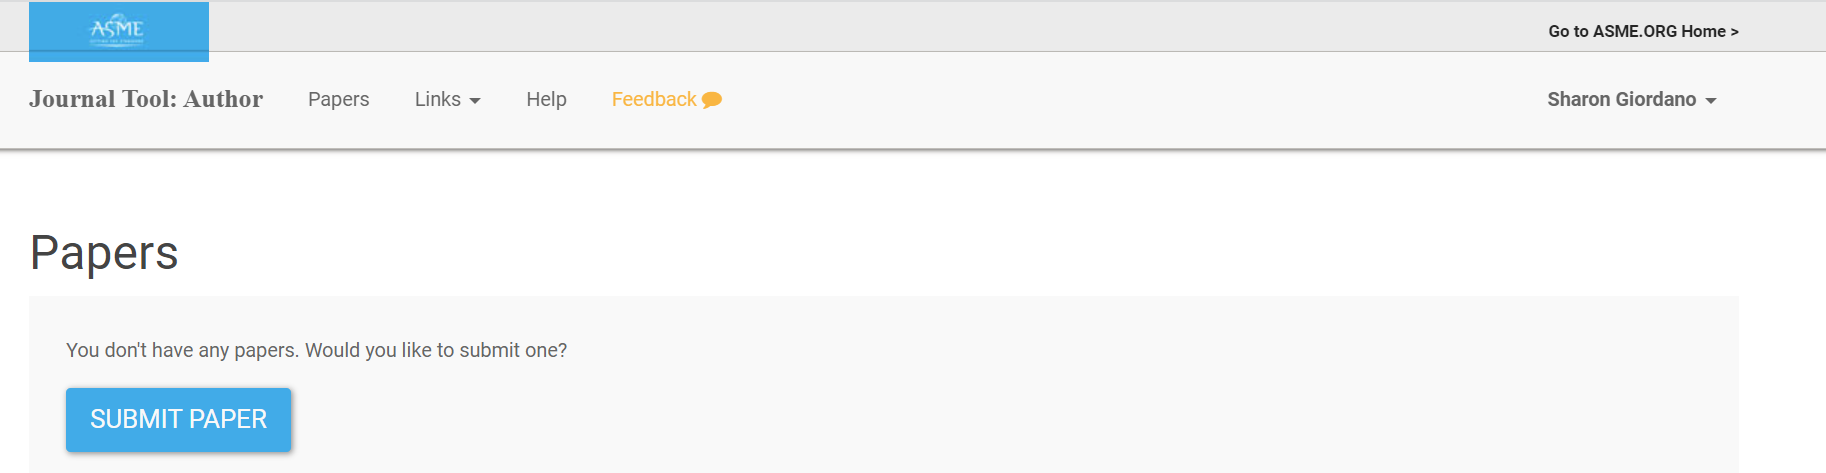 ASME
Go to ASME.ORG Home >
Journal Tool: Author Papers Links Help Feedback Sharon Giordano
Papers
You don't have any papers. Would you like to submit one?
SUBMIT PAPER